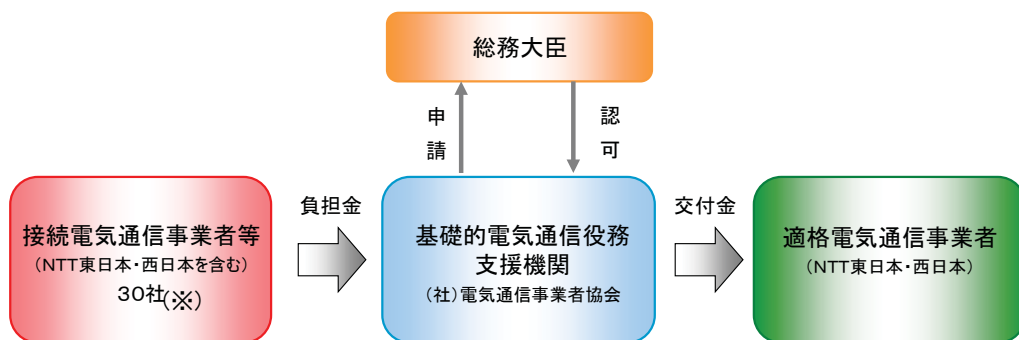 総務大臣
申請
認可
接続電気通信事業者等
（NTT東日本・西日本を含む）
30社（※）
負担金
基礎的電気通信役務
支援機関
（社）電気通信事業者協会
交付金
適格電気通信事業者
（NTT東日本・西日本）